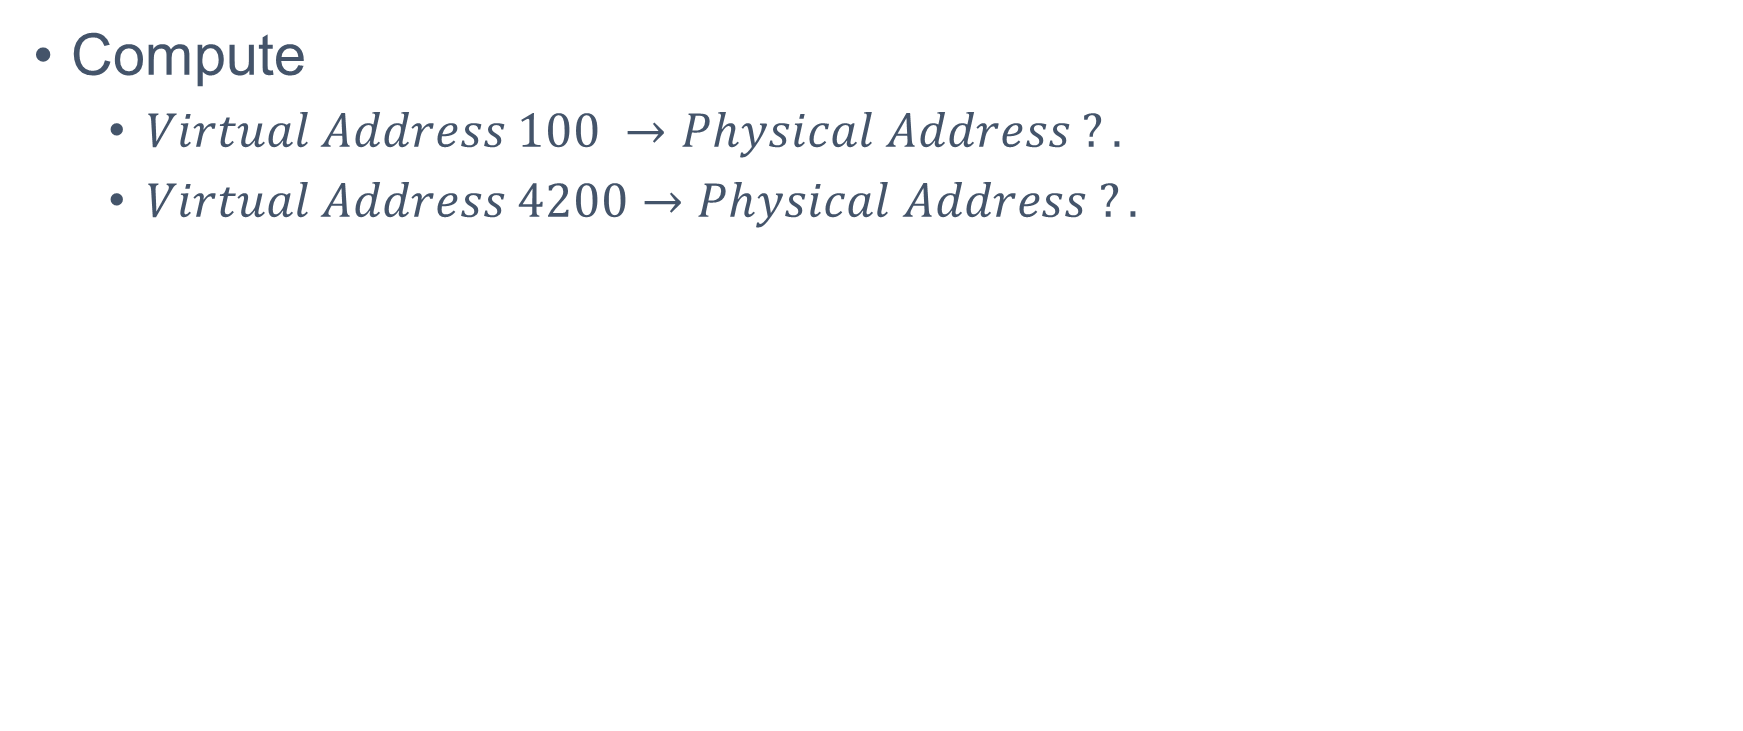 • Compute
• Virtual Address 100 → Physical Address ? .
• Virtual Address 4200 → Physical Address ? .